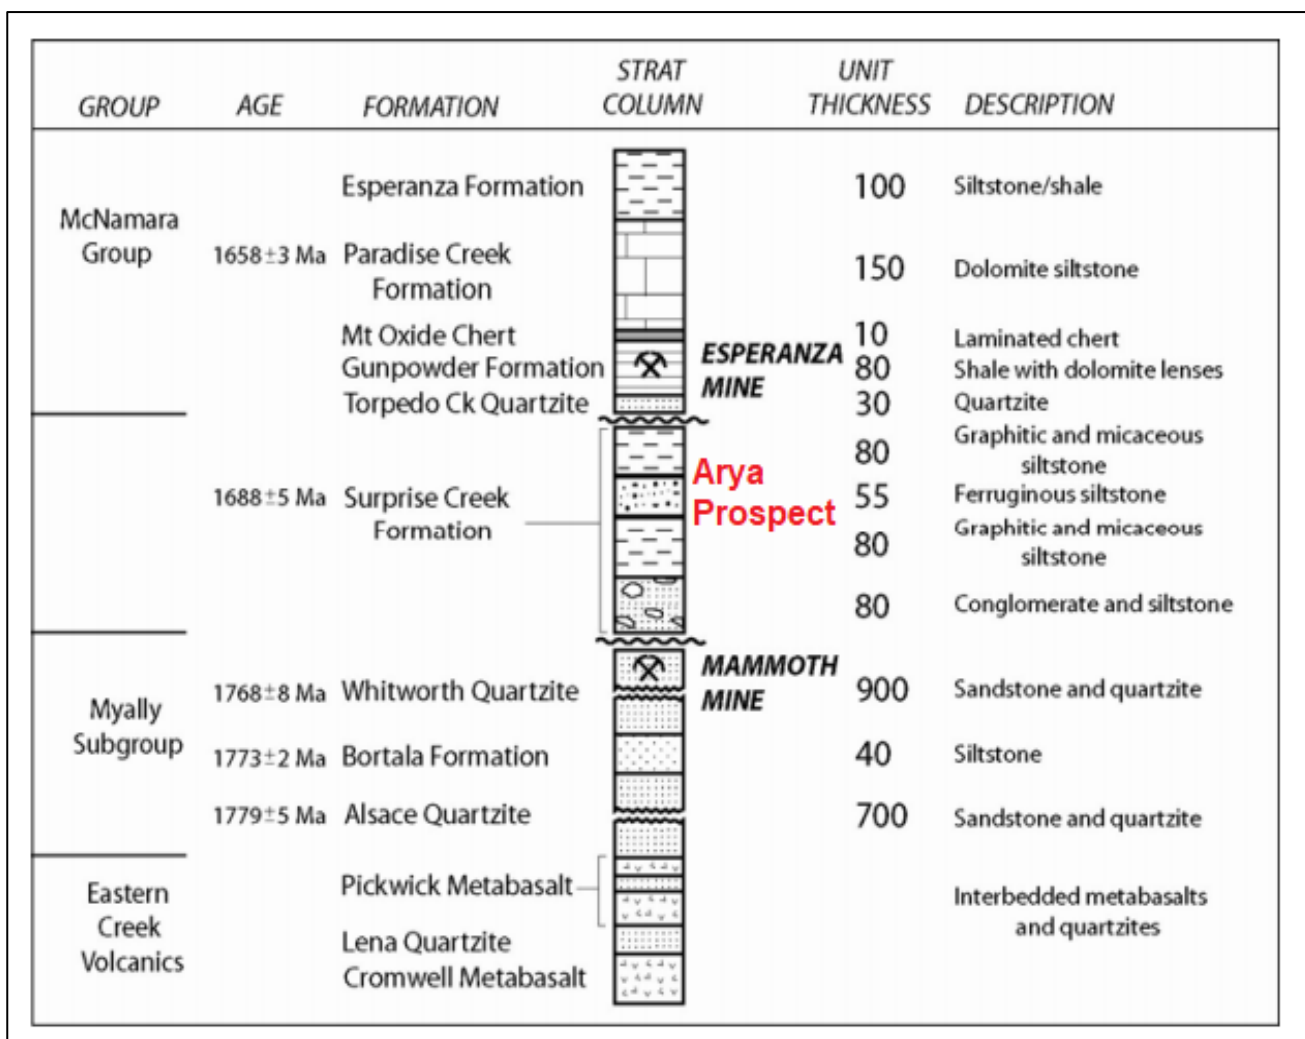 GROUP AGE FORMATION STRAT COLUMN UNIT THICKNESS DESCRIPTION
Esperanza Formation 100 Siltstone/shale
McNamara Group
1658±3 Ma Paradise Creek Formation 150 Dolomite siltstone
Mt Oxide Chert 10 Laminated chert
Gunpowder Formation ESPERANZA MINE 80 Shale with dolomite lenses
Torpedo Ck Quartzite 30 Quartzite
80 Graphitic and micaceous siltstone
1688±5 Ma Surprise Creek Formation Arya Prospect 55 Ferruginous siltstone
80 Graphitic and micaceous siltstone
80 Conglomerate and siltstone
MAMMOTH MINE
1768±8 Ma Whitworth Quartzite 900 Sandstone and quartzite
Myally Subgroup
1773±2 Ma Bortala Formation 40 Siltstone
1779±5 Ma Alsace Quartzite 700 Sandstone and quartzite
Eastern Creek Volcanics
Pickwick Metabasalt Interbedded metabasalts and quartzites
Lena Quartzite
Cromwell Metabasalt